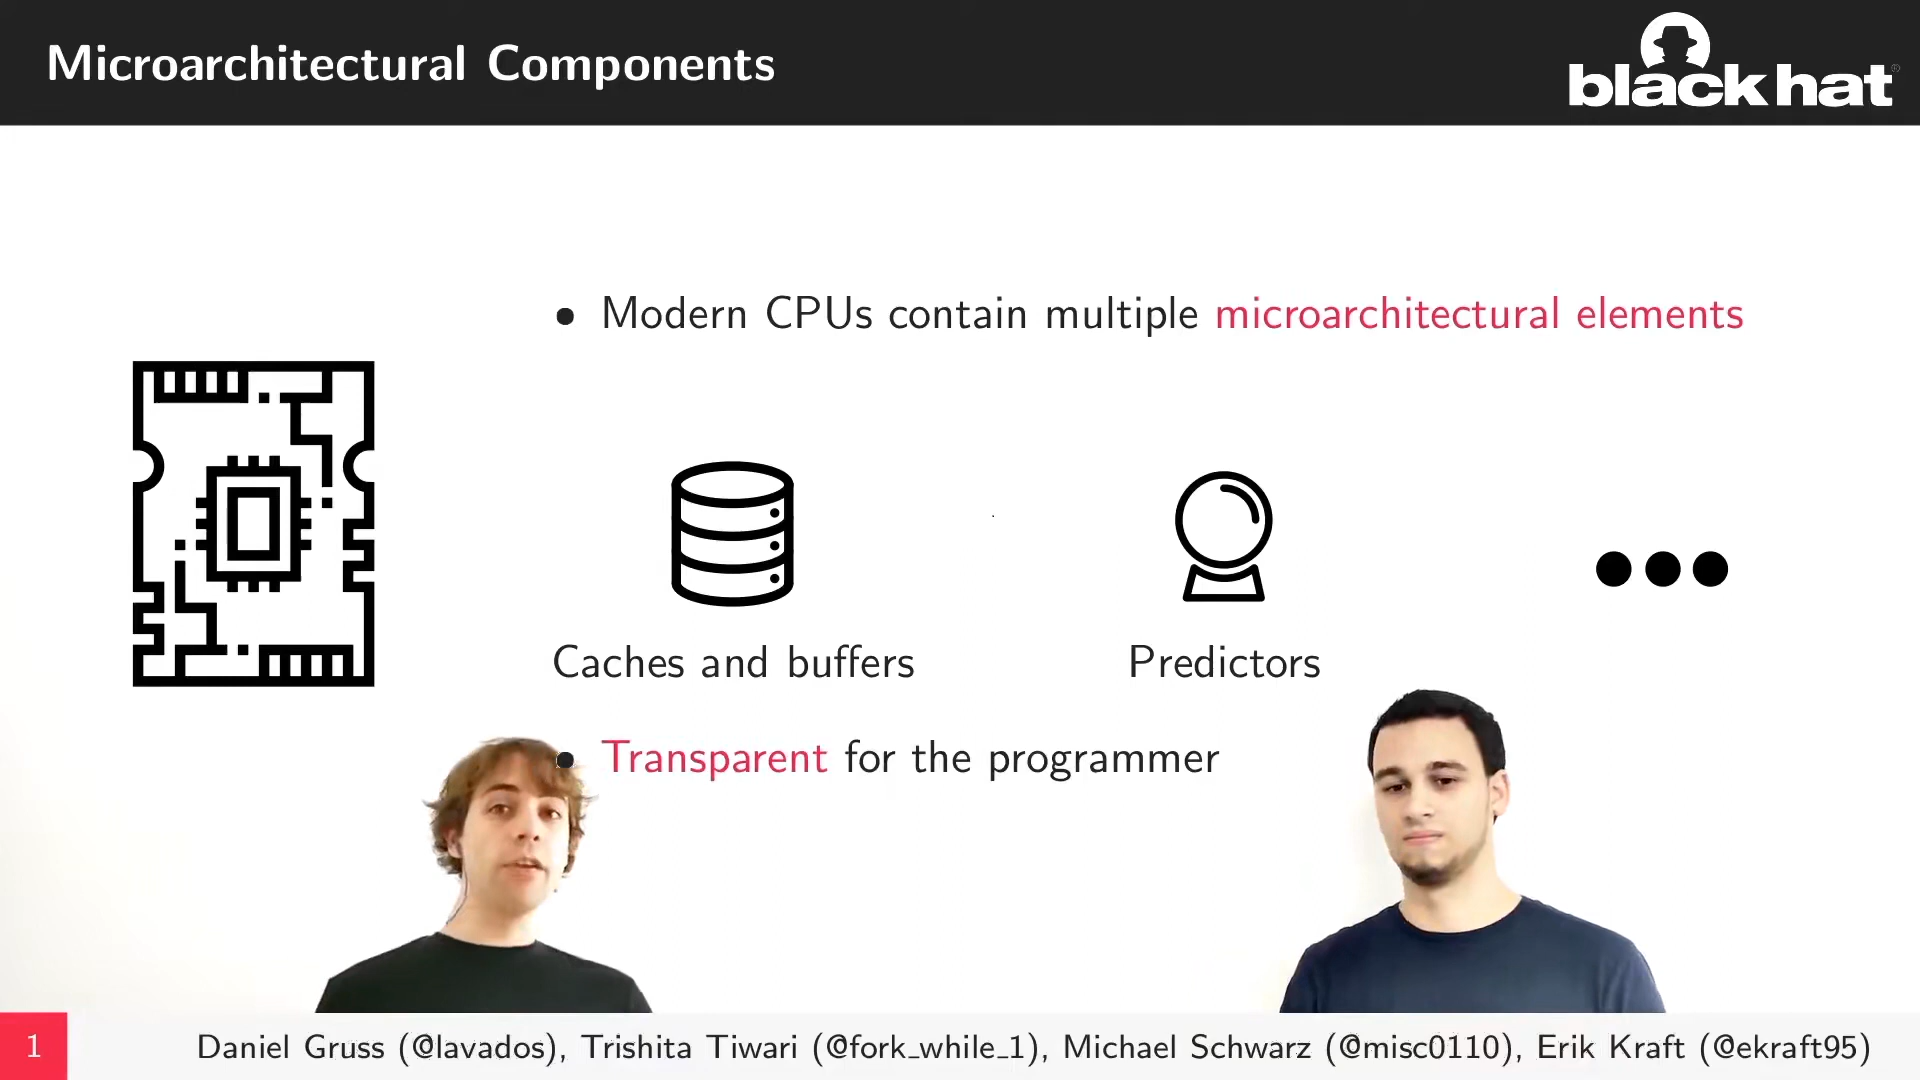 Microarchitectural Components
black hat®
• Modern CPUs contain multiple microarchitectural elements
Caches and buffers
Predictors
• Transparent for the programmer
1
Daniel Gruss (@lavados), Trishita Tiwari (@fork_while_1), Michael Schwarz (@misc0110), Erik Kraft (@ekraft95)